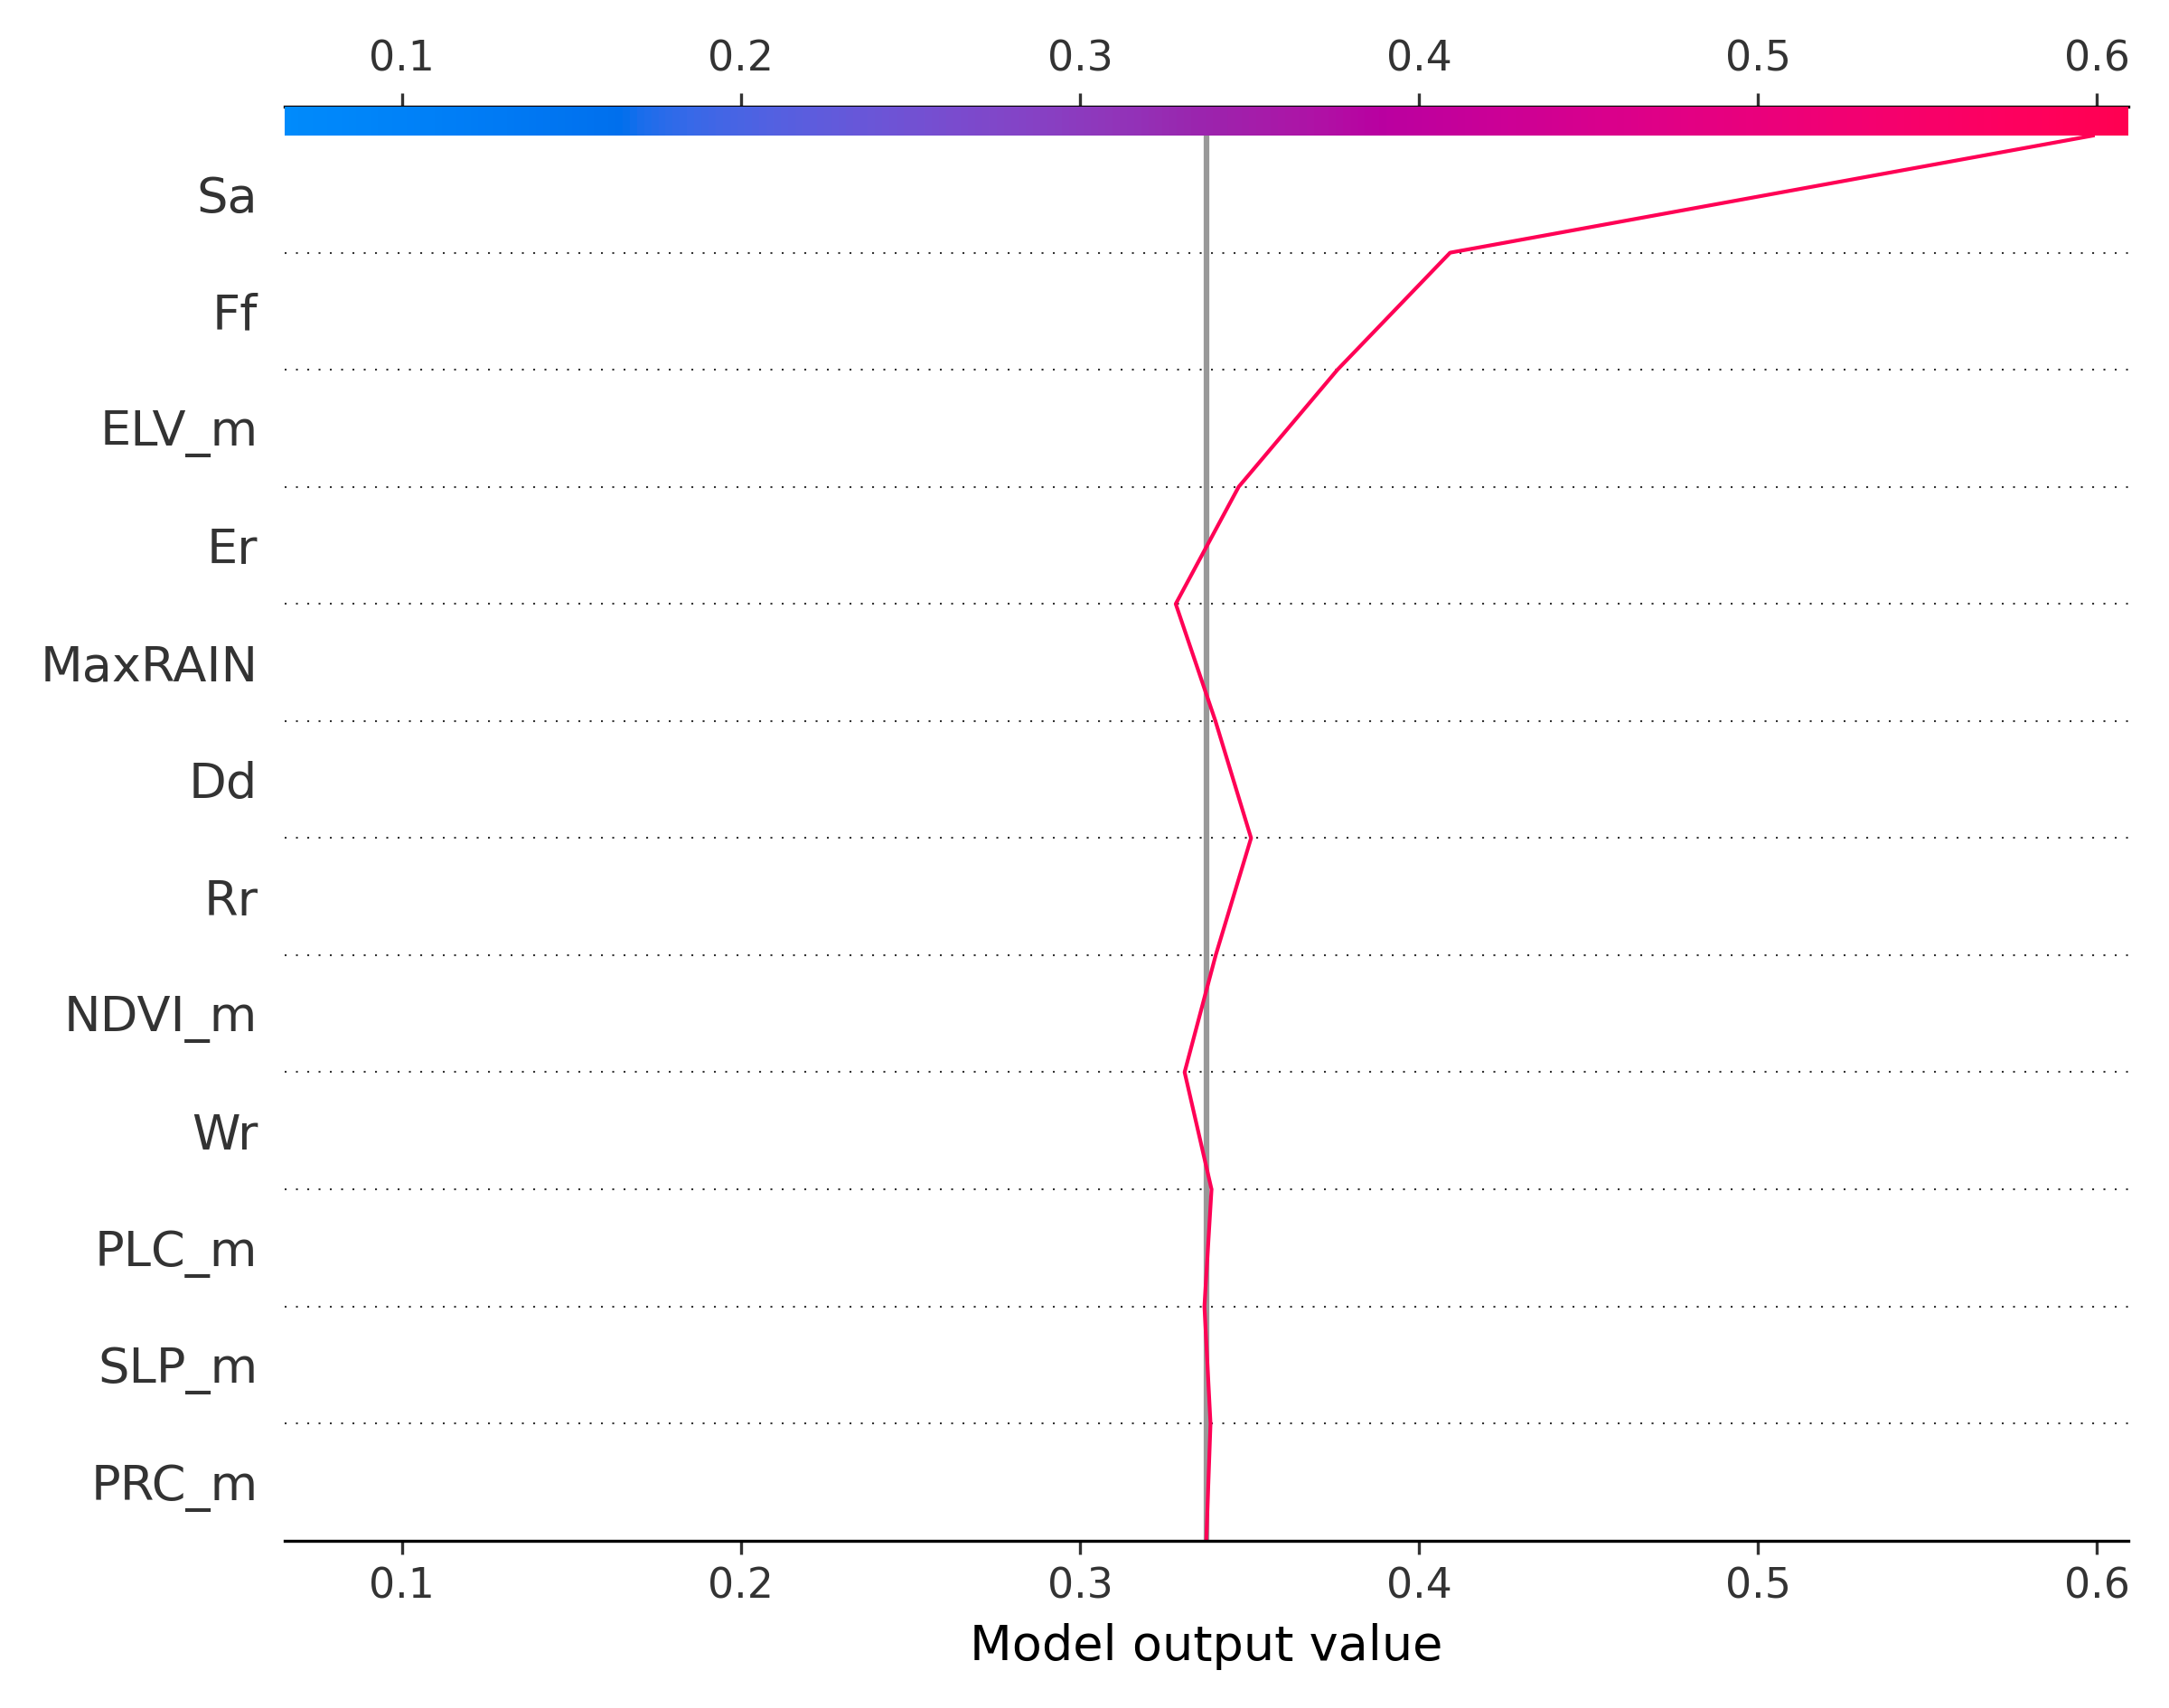 0.1 0.2 0.3 0.4 0.5 0.6
Sa
Ff
ELV_m
Er
MaxRAIN
Dd
Rr
NDVI_m
Wr
PLC_m
SLP_m
PRC_m
0.1 0.2 0.3 0.4 0.5 0.6
Model output value